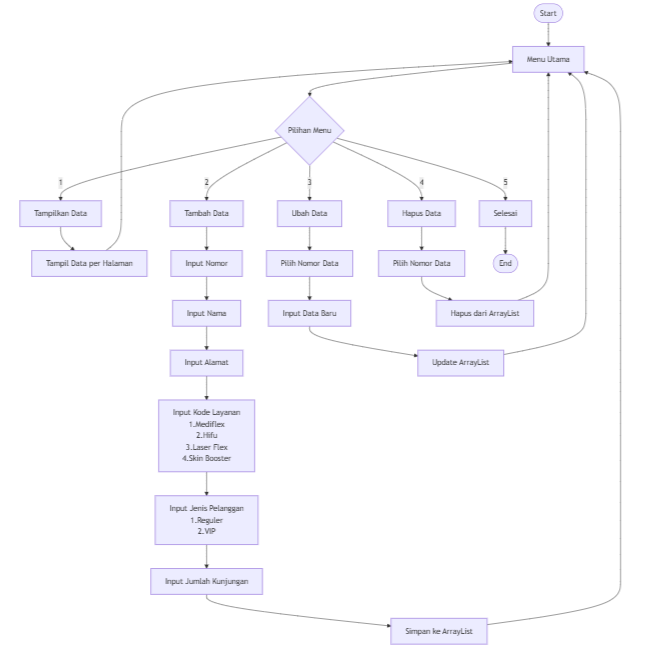 Start
Menu Utama
Pilihan Menu
1
2
3
4
5
Tampilkan Data
Tambah Data
Ubah Data
Hapus Data
Selesai
Tampil Data per Halaman
Input Nomor
Pilih Nomor Data
Pilih Nomor Data
End
Input Nama
Input Data Baru
Hapus dari ArrayList
Input Alamat
Update ArrayList
Input Kode Layanan
1.Mediflex
2.Hifu
3.Laser Flex
4.Skin Booster
Input Jenis Pelanggan
1.Reguler
2.VIP
Input Jumlah Kunjungan
Simpan ke ArrayList